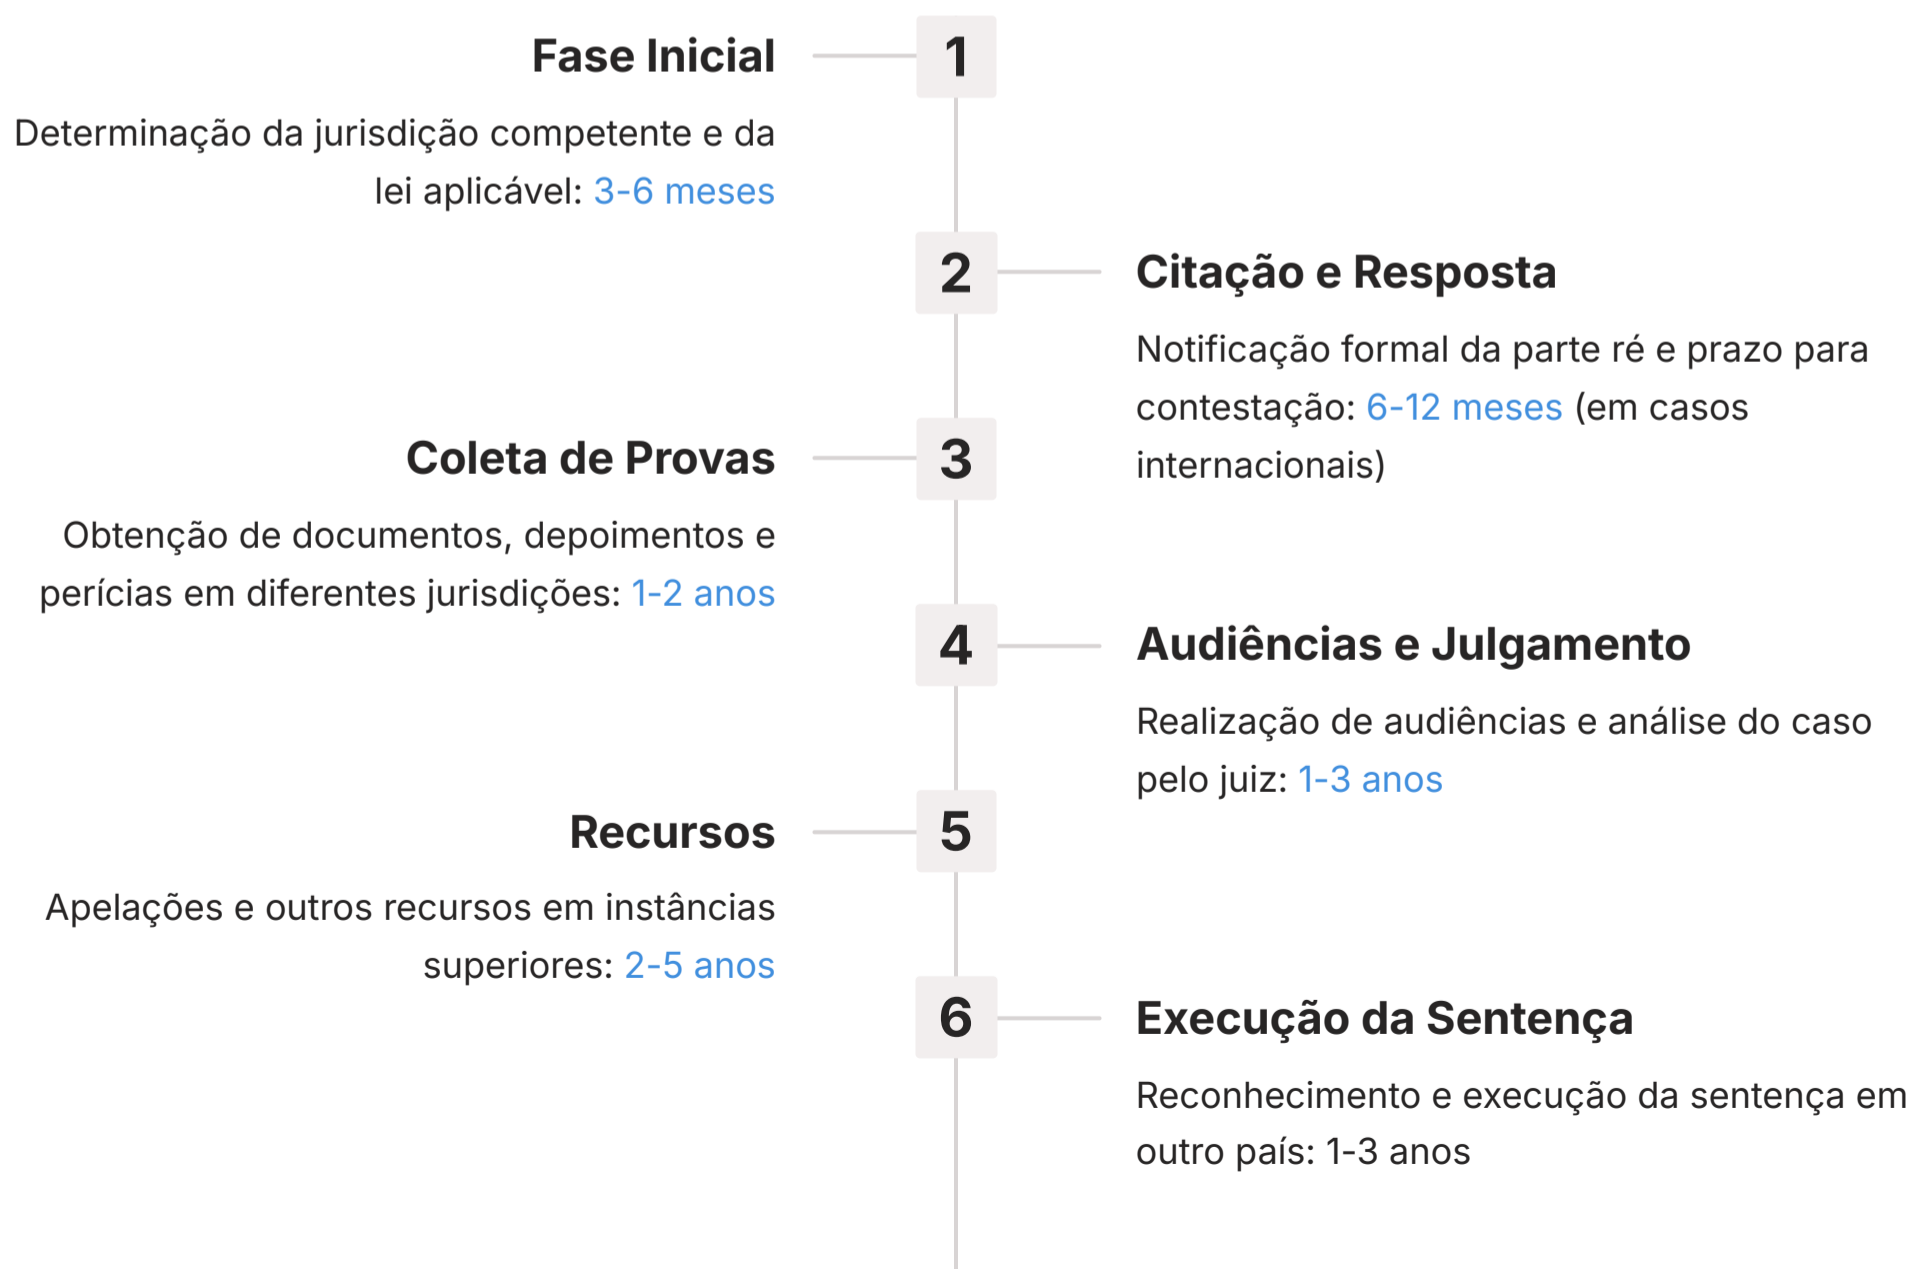 1
Fase Inicial
Determinação da jurisdição competente e da
lei aplicável: 3-6 meses
2
Citação e Resposta
Notificação formal da parte ré e prazo para
contestação: 6-12 meses (em casos
internacionais)
3
Coleta de Provas
Obtenção de documentos, depoimentos e
perícias em diferentes jurisdições: 1-2 anos
4
Audiências e Julgamento
Realização de audiências e análise do caso
pelo juiz: 1-3 anos
5
Recursos
Apelações e outros recursos em instâncias
superiores: 2-5 anos
6
Execução da Sentença
Reconhecimento e execução da sentença em
outro país: 1-3 anos